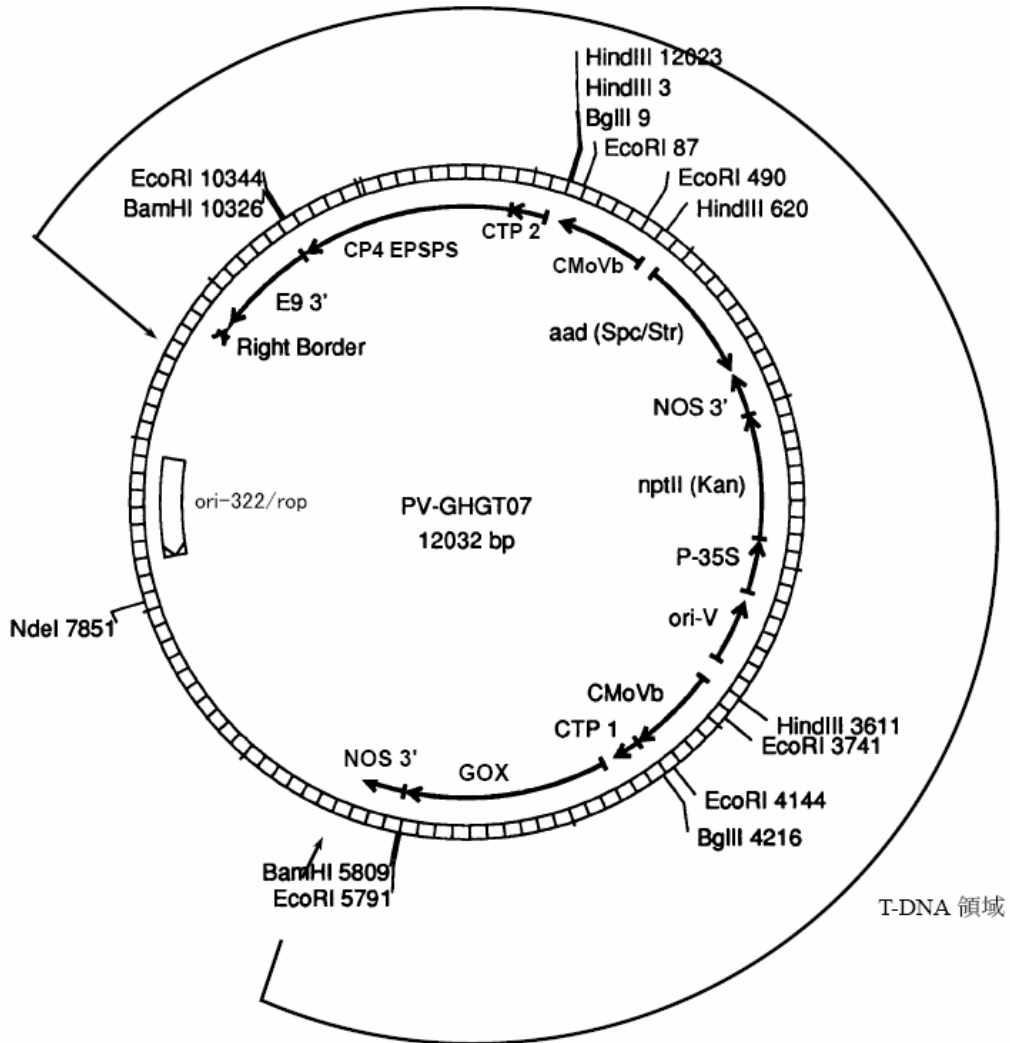 HindIII 12023
HindIII 3
BglII 9
EcoRI 87
EcoRI 490
HindIII 620
EcoRI 10344
BamHI 10326
CTP 2
CP4 EPSPS
CMoVb
E9 3’
Right Border
aad (Spc/Str)
NOS 3’
nptII (Kan)
ori-322/rop
PV-GHGT07
12032 bp
P-35S
ori-V
NdeI 7851
CMoVb
CTP 1
HindIII 3611
EcoRI 3741
NOS 3’
GOX
EcoRI 4144
BglII 4216
BamHI 5809
EcoRI 5791
T-DNA 領域